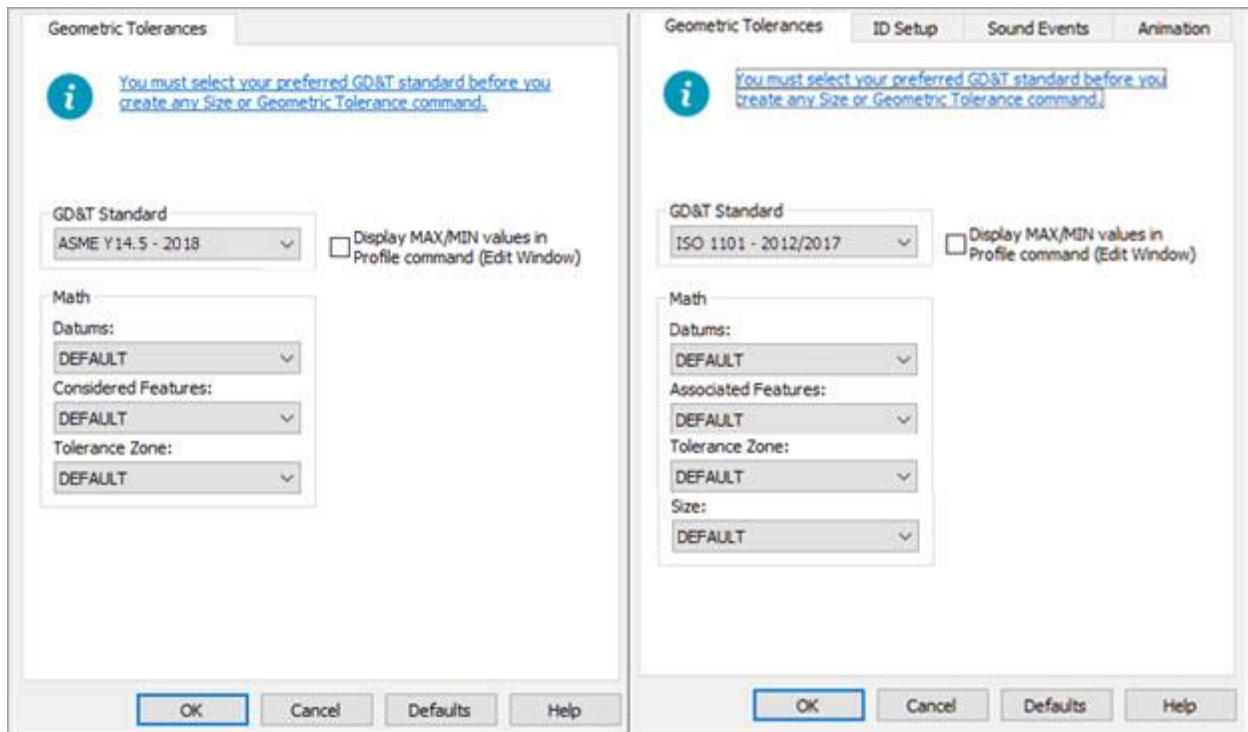 Geometric Tolerances
You must select your preferred GD&T standard before you
create any Size or Geometric Tolerance command.
GD&T Standard
ASME Y14.5 - 2018
Display MAX/MIN values in
Profile command (Edit Window)
Math
Datums:
DEFAULT
Considered Features:
DEFAULT
Tolerance Zone:
DEFAULT
OK Cancel Defaults Help
Geometric Tolerances ID Setup Sound Events Animation
You must select your preferred GD&T standard before you
create any Size or Geometric Tolerance command.
GD&T Standard
ISO 1101 - 2012/2017
Display MAX/MIN values in
Profile command (Edit Window)
Math
Datums:
DEFAULT
Associated Features:
DEFAULT
Tolerance Zone:
DEFAULT
Size:
DEFAULT
OK Cancel Defaults Help